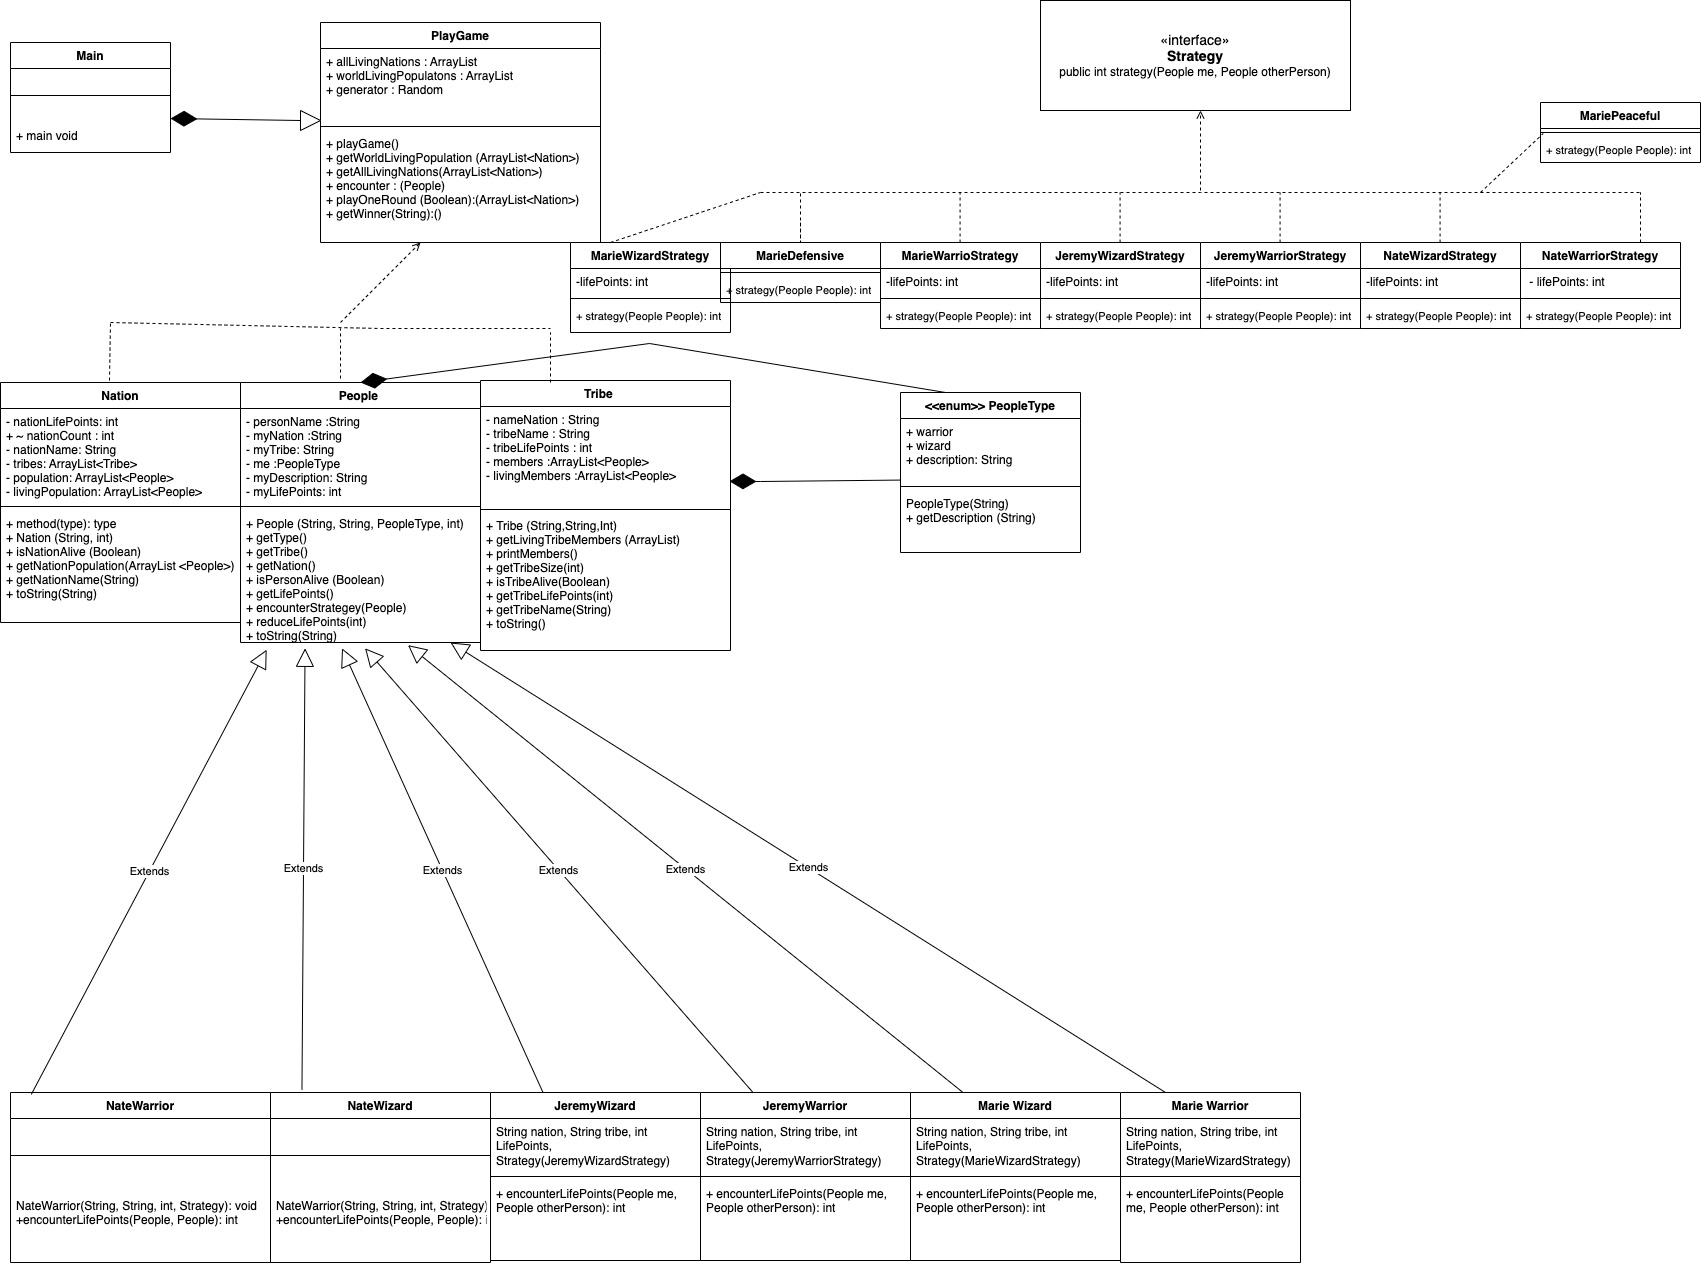 Main
+ main void
PlayGame
+ allLivingNations : ArrayList
+ worldLivingPopulatons : ArrayList
+ generator : Random
+ playGame()
+ getWorldLivingPopulation (ArrayList<Nation>)
+ getAllLivingNations(ArrayList<Nation>)
+ encounter : (People)
+ playOneRound (Boolean):(ArrayList<Nation>)
+ getWinner(String):()
«interface»
Strategy
public int strategy(People me, People otherPerson)
MariePeaceful
+ strategy(People People): int
MarieWizardStrategy
-lifePoints: int
+ strategy(People People): int
MarieDefensive
+ strategy(People People): int
MarieWarrioStrategy
-lifePoints: int
+ strategy(People People): int
JeremyWizardStrategy
-lifePoints: int
+ strategy(People People): int
JeremyWarriorStrategy
-lifePoints: int
+ strategy(People People): int
NateWizardStrategy
-lifePoints: int
+ strategy(People People): int
NateWarriorStrategy
- lifePoints: int
+ strategy(People People): int
Nation
- nationLifePoints: int
+ ~ nationCount : int
- nationName: String
- tribes: ArrayList<Tribe>
- population: ArrayList<People>
- livingPopulation: ArrayList<People>
+ method(type): type
+ Nation (String, int)
+ isNationAlive (Boolean)
+ getNationPopulation(ArrayList <People>)
+ getNationName(String)
+ toString(String)
People
- personName :String
- myNation :String
- myTribe: String
- me :PeopleType
- myDescription: String
- myLifePoints: int
+ People (String, String, PeopleType, int)
+ getType()
+ getTribe()
+ getNation()
+ isPersonAlive (Boolean)
+ getLifePoints()
+ encounterStrategey(People)
+ reduceLifePoints(int)
+ toString(String)
Tribe
- nameNation : String
- tribeName : String
- tribeLifePoints : int
- members :ArrayList<People>
- livingMembers :ArrayList<People>
+ Tribe (String,String,Int)
+ getLivingTribeMembers (ArrayList)
+ printMembers()
+ getTribeSize(int)
+ isTribeAlive(Boolean)
+ getTribeLifePoints(int)
+ getTribeName(String)
+ toString()
<<enum>> PeopleType
+ warrior
+ wizard
+ description: String
PeopleType(String)
+ getDescription (String)
Extends
Extends
Extends
Extends
Extends
Extends
NateWarrior
NateWarrior(String, String, int, Strategy): void
+encounterLifePoints(People, People): int
NateWizard
NateWarrior(String, String, int, Strategy)
+encounterLifePoints(People, People): i
JeremyWizard
String nation, String tribe, int
LifePoints,
Strategy(JeremyWizardStrategy)
+ encounterLifePoints(People me,
People otherPerson): int
JeremyWarrior
String nation, String tribe, int
LifePoints,
Strategy(JeremyWarriorStrategy)
+ encounterLifePoints(People me,
People otherPerson): int
Marie Wizard
String nation, String tribe, int
LifePoints,
Strategy(MarieWizardStrategy)
+ encounterLifePoints(People me,
People otherPerson): int
Marie Warrior
String nation, String tribe, int
LifePoints,
Strategy(MarieWizardStrategy)
+ encounterLifePoints(People
me, People otherPerson): int